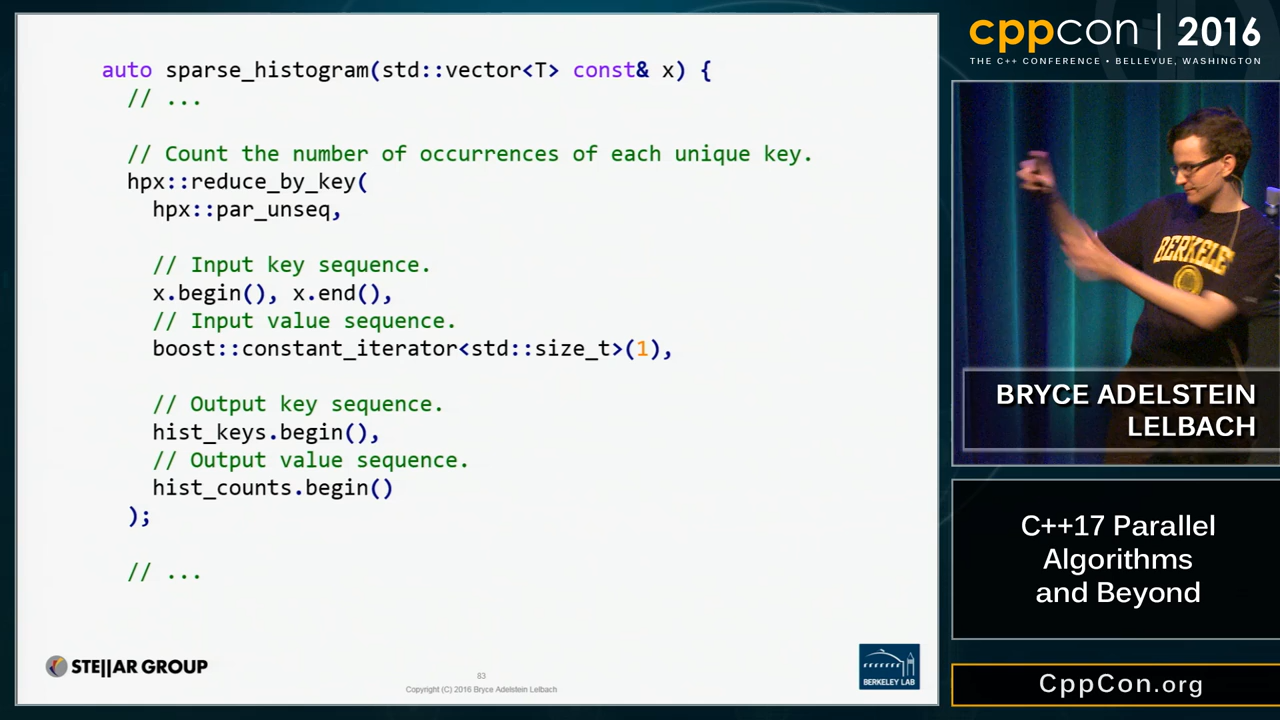 auto sparse_histogram(std::vector<T> const& x) {
// ...
// Count the number of occurrences of each unique key.
hpx::reduce_by_key(
hpx::par_unseq,
// Input key sequence.
x.begin(), x.end(),
// Input value sequence.
boost::constant_iterator<std::size_t>(1),
// Output key sequence.
hist_keys.begin(),
// Output value sequence.
hist_counts.begin()
);
// ...
STE||AR GROUP
83
Copyright (C) 2016 Bryce Adelstein Lelbach
BERKELEY LAB
cppcon | 2016
THE C++ CONFERENCE • BELLEVUE, WASHINGTON
BERKELE
BRYCE ADELSTEIN
LELBACH
C++17 Parallel
Algorithms
and Beyond
CppCon.org